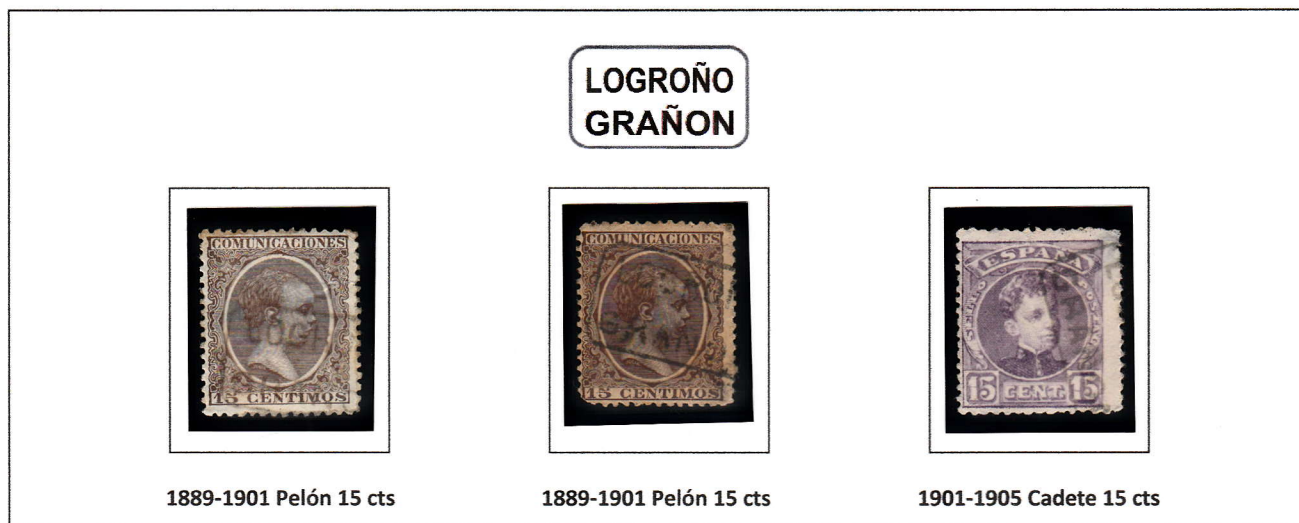 LOGROÑO
GRAÑON
COMUNICACIONES
15 CENTIMOS
COMUNICACIONES
15 CENTIMOS
ESPAÑA
15 CENT. 15
1889-1901 Pelón 15 cts
1889-1901 Pelón 15 cts
1901-1905 Cadete 15 cts